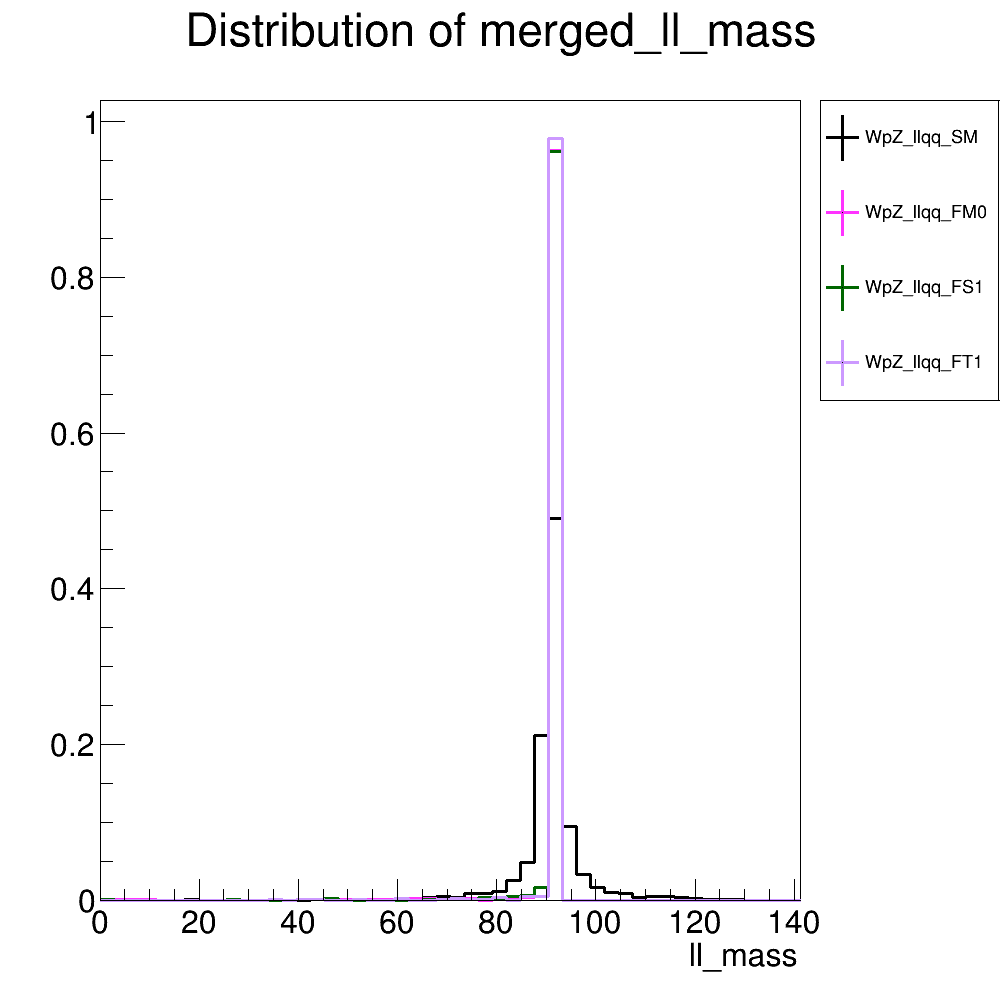 Distribution of merged_ll_mass
1
0.8
0.6
0.4
0.2
0
0 20 40 60 80 100 120 140
ll_mass
WpZ_llqq_SM
WpZ_llqq_FM0
WpZ_llqq_FS1
WpZ_llqq_FT1